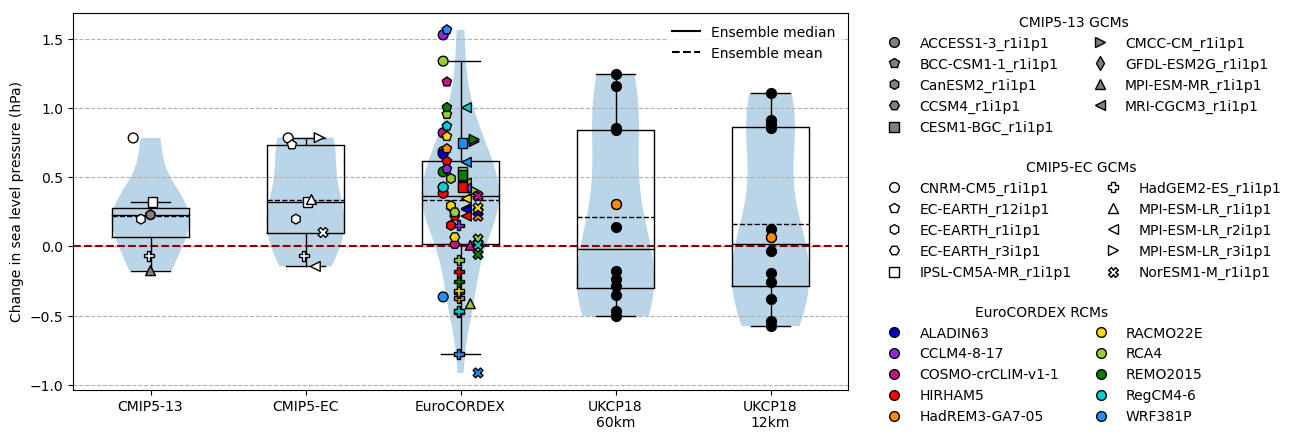 Change in sea level pressure (hPa)
1.5
1.0
0.5
0.0
−0.5
−1.0
Ensemble median
Ensemble mean
CMIP5-13
CMIP5-EC
EuroCORDEX
UKCP18
60km
UKCP18
12km
CMIP5-13 GCMs
ACCESS1-3_r1i1p1
BCC-CSM1-1_r1i1p1
CanESM2_r1i1p1
CCSM4_r1i1p1
CESM1-BGC_r1i1p1
CMCC-CM_r1i1p1
GFDL-ESM2G_r1i1p1
MPI-ESM-MR_r1i1p1
MRI-CGCM3_r1i1p1
CMIP5-EC GCMs
CNRM-CM5_r1i1p1
EC-EARTH_r12i1p1
EC-EARTH_r1i1p1
EC-EARTH_r3i1p1
IPSL-CM5A-MR_r1i1p1
HadGEM2-ES_r1i1p1
MPI-ESM-LR_r1i1p1
MPI-ESM-LR_r2i1p1
MPI-ESM-LR_r3i1p1
NorESM1-M_r1i1p1
EuroCORDEX RCMs
ALADIN63
CCLM4-8-17
COSMO-crCLIM-v1-1
HIRHAM5
HadREM3-GA7-05
RACMO22E
RCA4
REMO2015
RegCM4-6
WRF381P